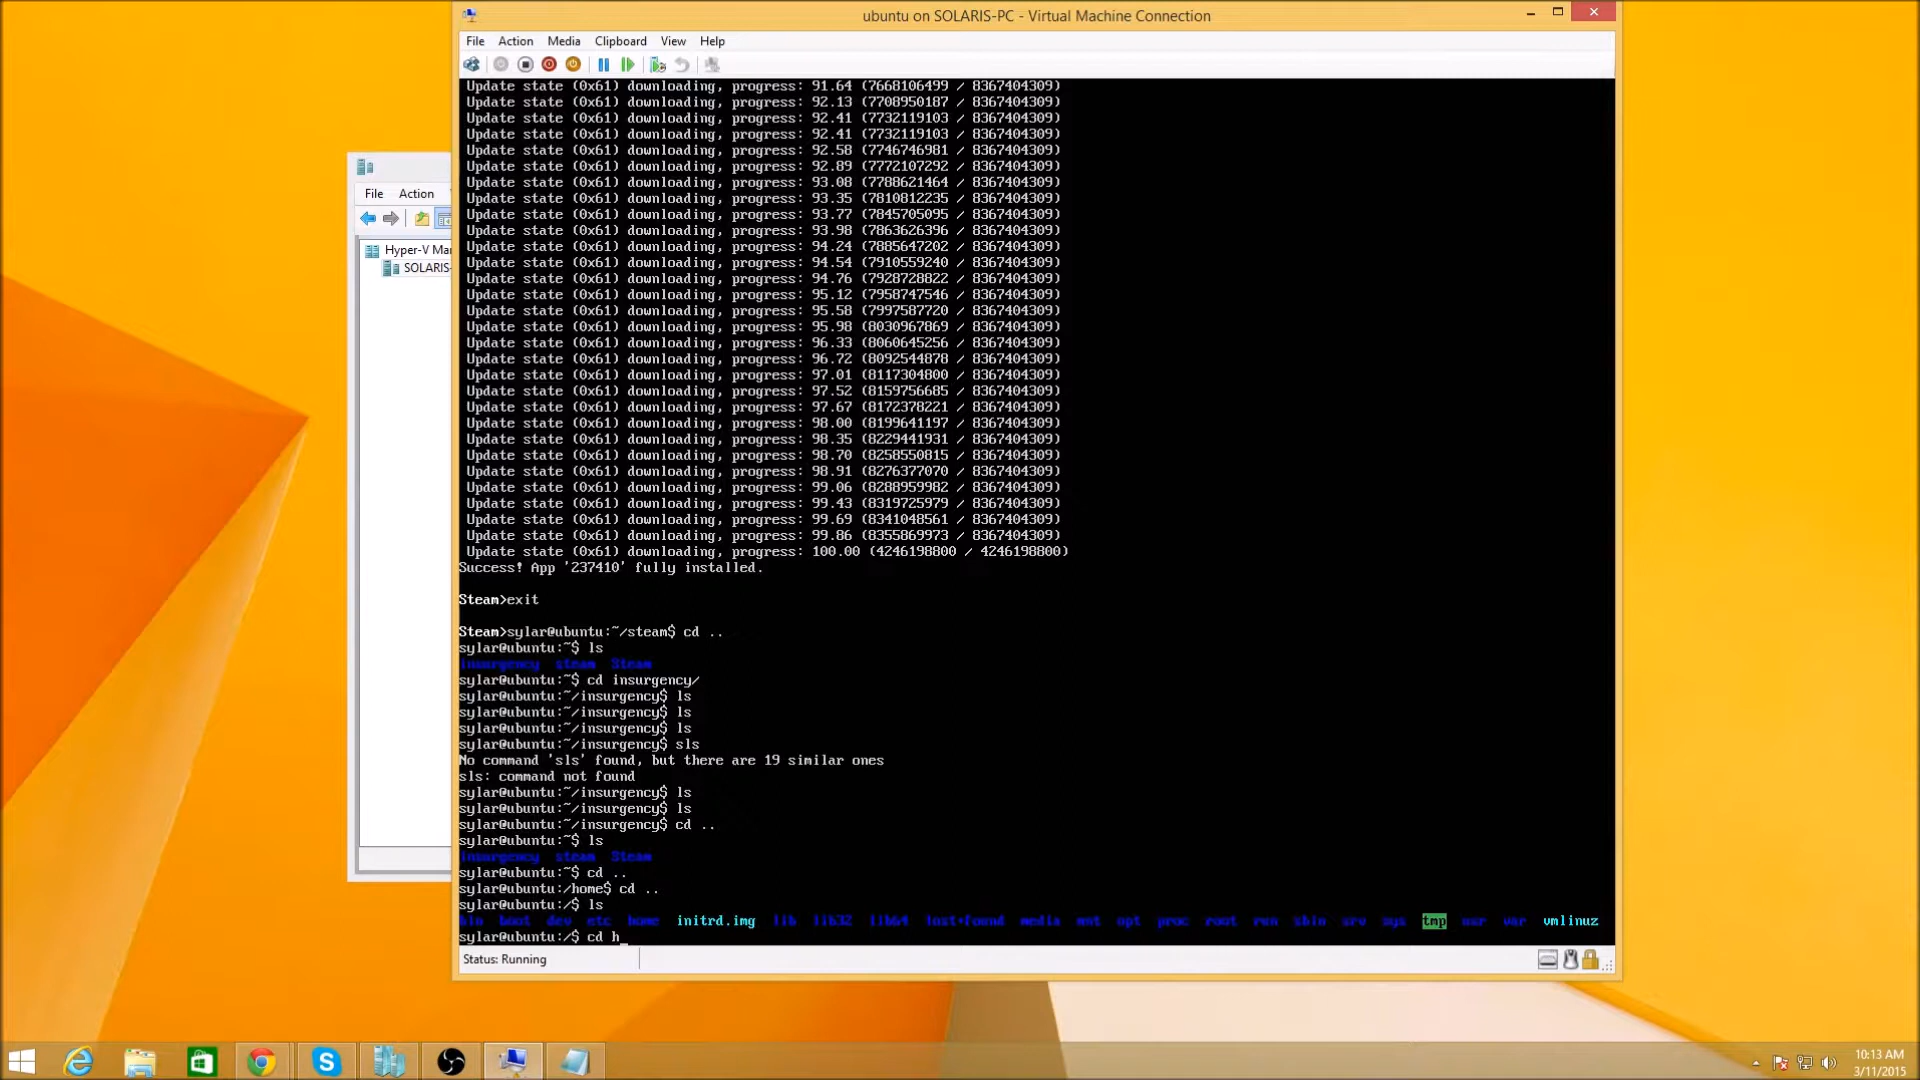 ubuntu on SOLARIS-PC - Virtual Machine Connection
File Action Media Clipboard View Help
Update state (0x61) downloading, progress: 91.64 (7668106499 / 8367404309)
Update state (0x61) downloading, progress: 92.13 (7708950187 / 8367404309)
Update state (0x61) downloading, progress: 92.41 (7732119103 / 8367404309)
Update state (0x61) downloading, progress: 92.41 (7732119103 / 8367404309)
Update state (0x61) downloading, progress: 92.58 (7746746981 / 8367404309)
Update state (0x61) downloading, progress: 92.89 (7772107292 / 8367404309)
Update state (0x61) downloading, progress: 93.08 (7788621464 / 8367404309)
Update state (0x61) downloading, progress: 93.35 (7810812235 / 8367404309)
Update state (0x61) downloading, progress: 93.77 (7845705095 / 8367404309)
Update state (0x61) downloading, progress: 93.98 (7863626396 / 8367404309)
Update state (0x61) downloading, progress: 94.24 (7885647202 / 8367404309)
Update state (0x61) downloading, progress: 94.54 (7910559240 / 8367404309)
Update state (0x61) downloading, progress: 94.76 (7928728822 / 8367404309)
Update state (0x61) downloading, progress: 95.12 (7958747546 / 8367404309)
Update state (0x61) downloading, progress: 95.58 (7997587720 / 8367404309)
Update state (0x61) downloading, progress: 95.98 (8030967869 / 8367404309)
Update state (0x61) downloading, progress: 96.33 (8060645256 / 8367404309)
Update state (0x61) downloading, progress: 96.72 (8092544878 / 8367404309)
Update state (0x61) downloading, progress: 97.01 (8117304800 / 8367404309)
Update state (0x61) downloading, progress: 97.52 (8159756685 / 8367404309)
Update state (0x61) downloading, progress: 97.67 (8172378221 / 8367404309)
Update state (0x61) downloading, progress: 98.00 (8199641197 / 8367404309)
Update state (0x61) downloading, progress: 98.35 (8229441931 / 8367404309)
Update state (0x61) downloading, progress: 98.70 (8258550815 / 8367404309)
Update state (0x61) downloading, progress: 98.91 (8276377070 / 8367404309)
Update state (0x61) downloading, progress: 99.06 (8288959982 / 8367404309)
Update state (0x61) downloading, progress: 99.43 (8319725979 / 8367404309)
Update state (0x61) downloading, progress: 99.69 (8341048561 / 8367404309)
Update state (0x61) downloading, progress: 99.86 (8355869973 / 8367404309)
Update state (0x61) downloading, progress: 100.00 (4246198800 / 4246198800)
Success! App '237410' fully installed.
Steam>exit
Steam>sylar@ubuntu:~/steam$ cd ..
sylar@ubuntu:~$ ls
insurgency steam Steam
sylar@ubuntu:~$ cd insurgency/
sylar@ubuntu:~/insurgency$ ls
sylar@ubuntu:~/insurgency$ ls
sylar@ubuntu:~/insurgency$ ls
sylar@ubuntu:~/insurgency$ sls
No command 'sls' found, but there are 19 similar ones
sls: command not found
sylar@ubuntu:~/insurgency$ ls
sylar@ubuntu:~/insurgency$ ls
sylar@ubuntu:~/insurgency$ cd ..
sylar@ubuntu:~$ ls
insurgency steam Steam
sylar@ubuntu:~$ cd ..
sylar@ubuntu:/home$ cd ..
sylar@ubuntu:/$ ls
bin boot dev etc home initrd.img lib lib32 lib64 lost+found media mnt opt proc root run sbin srv sys tmp usr var vmlinuz
sylar@ubuntu:/$ cd h_
Status: Running
File Action
Hyper-V Ma
SOLARIS-
10:13 AM
3/11/2015